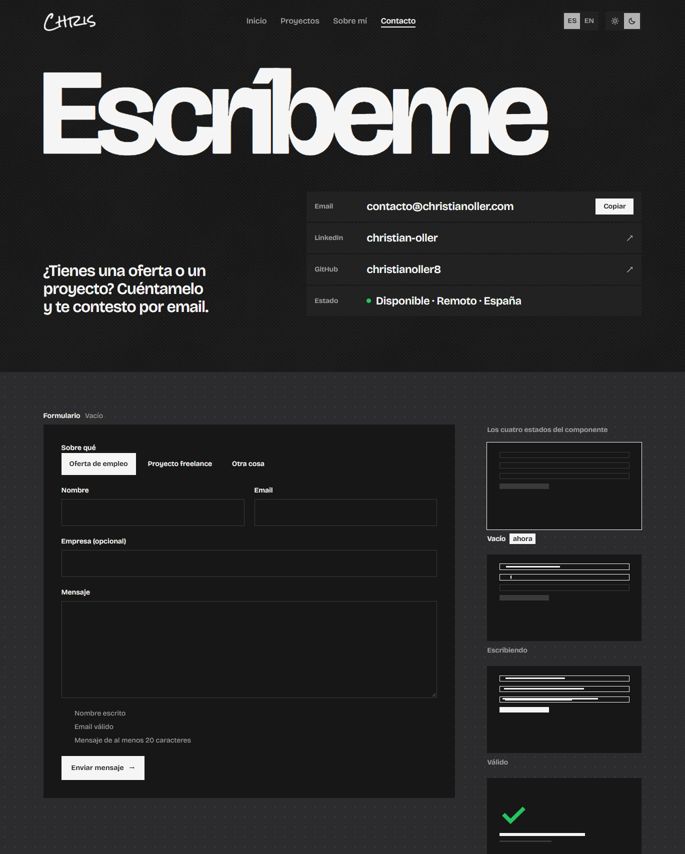 CHRIS
Inicio Proyectos Sobre mí Contacto
ES EN
Escríbeme
Email contacto@christianoller.com Copiar
LinkedIn christian-oller ↗
GitHub christianoller8 ↗
Estado Disponible · Remoto · España
¿Tienes una oferta o un
proyecto? Cuéntamelo
y te contesto por email.
Formulario Vacío
Sobre qué
Oferta de empleo Proyecto freelance Otra cosa
Nombre Email
Empresa (opcional)
Mensaje
Nombre escrito
Email válido
Mensaje de al menos 20 caracteres
Enviar mensaje →
Los cuatro estados del componente
Vacío ahora
Escribiendo
Válido